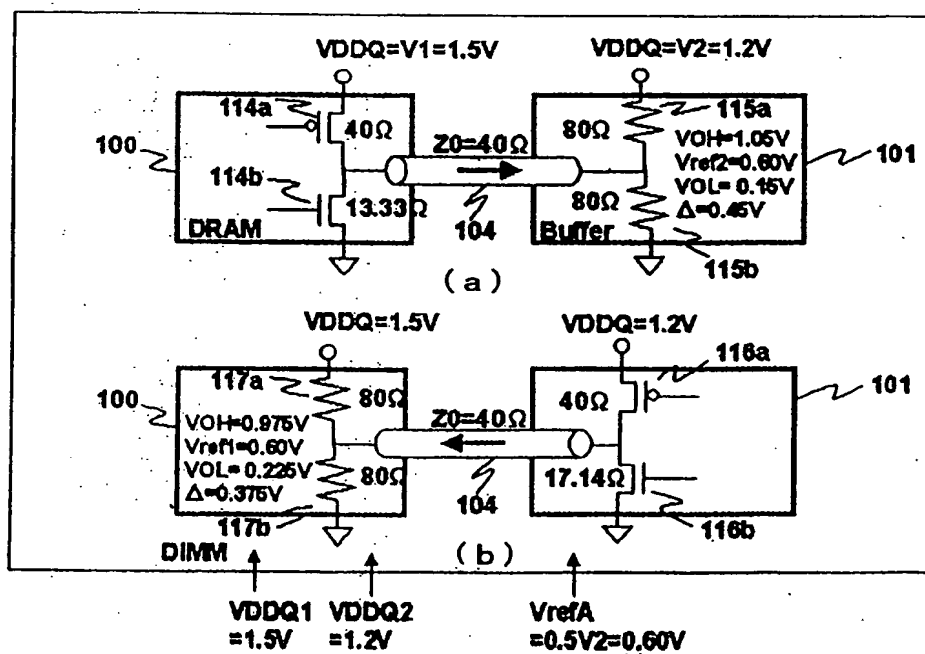 VDDQ=V1=1.5V
VDDQ=V2=1.2V
114a
115a
100
40Ω
Z0=40Ω
80Ω
VOH=1.05V
Vref2=0.60V
VOL= 0.15V
Δ=0.45V
101
114b
13.33Ω
80Ω
DRAM
104
Buffer
115b
(a)
VDDQ=1.5V
VDDQ=1.2V
117a
116a
100
80Ω
Z0=40Ω
40Ω
101
VOH=0.975V
Vref1=0.60V
VOL= 0.225V
Δ=0.375V
80Ω
17.14Ω
117b
104
116b
DIMM
(b)
VDDQ1
=1.5V
VDDQ2
=1.2V
VrefA
=0.5V2=0.60V